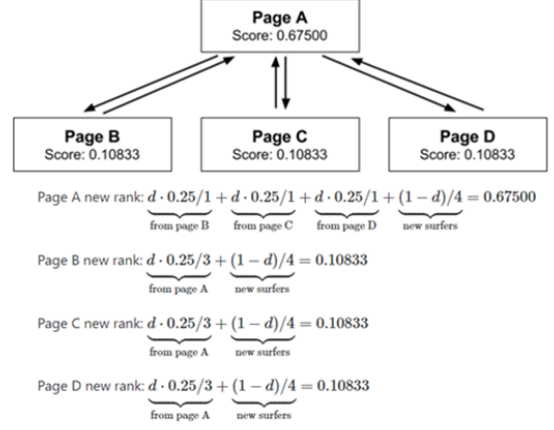 Page A
Score: 0.67500
Page B
Score: 0.10833
Page C
Score: 0.10833
Page D
Score: 0.10833
Page A new rank: d · 0.25/1 + d · 0.25/1 + d · 0.25/1 + (1 − d)/4 = 0.67500
from page B from page C from page D new surfers
Page B new rank: d · 0.25/3 + (1 − d)/4 = 0.10833
from page A new surfers
Page C new rank: d · 0.25/3 + (1 − d)/4 = 0.10833
from page A new surfers
Page D new rank: d · 0.25/3 + (1 − d)/4 = 0.10833
from page A new surfers